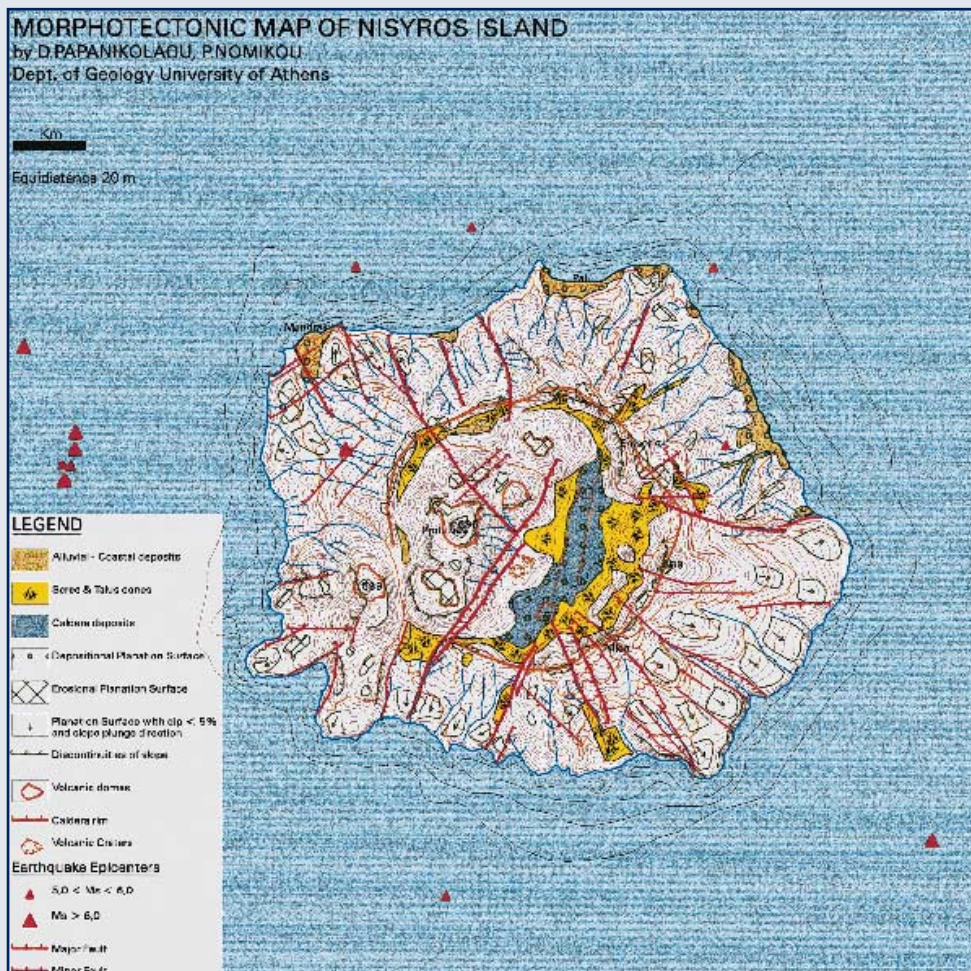 MORPHOTECTONIC MAP OF NISYROS ISLAND
by D.PAPANIKOLAOU, P.NOMIKOU
Dept. of Geology University of Athens
Km
Equidistance 20 m
Pali
Mandraki
LEGEND
Alluvial - Coastal deposits
Scree & Talus cones
Caldera deposits
Depositional Planation Surface
Erosional Planation Surface
Planation Surface with dip < 5%
and slope plunge direction
Discontinuities of slope
Volcanic domes
Caldera rim
Volcanic Craters
Earthquake Epicenters
5,0 < Ms < 6,0
Ms > 6,0
Major Fault
Minor Fault